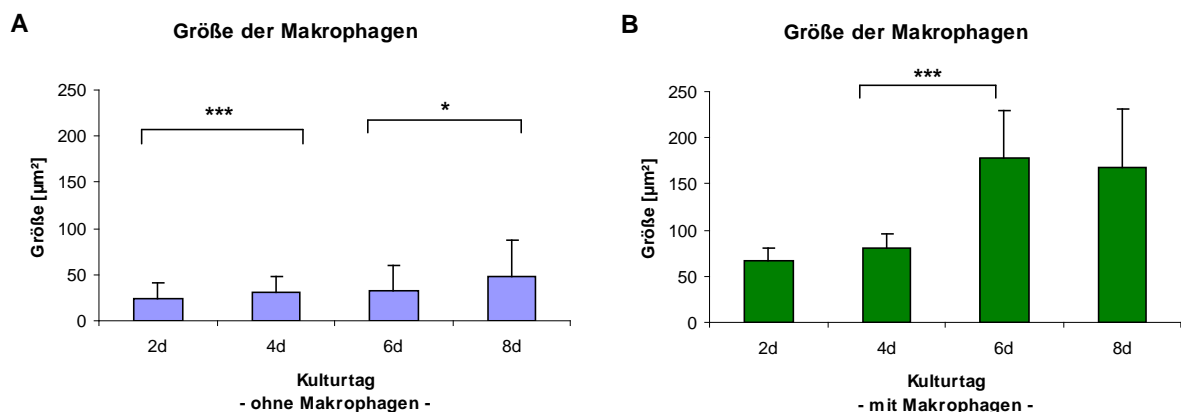 A
Größe der Makrophagen
250
200
150
100
50
0
Größe [µm²]
***
*
2d 4d 6d 8d
Kulturtag
- ohne Makrophagen -
B
Größe der Makrophagen
250
200
150
100
50
0
Größe [µm²]
***
2d 4d 6d 8d
Kulturtag
- mit Makrophagen -